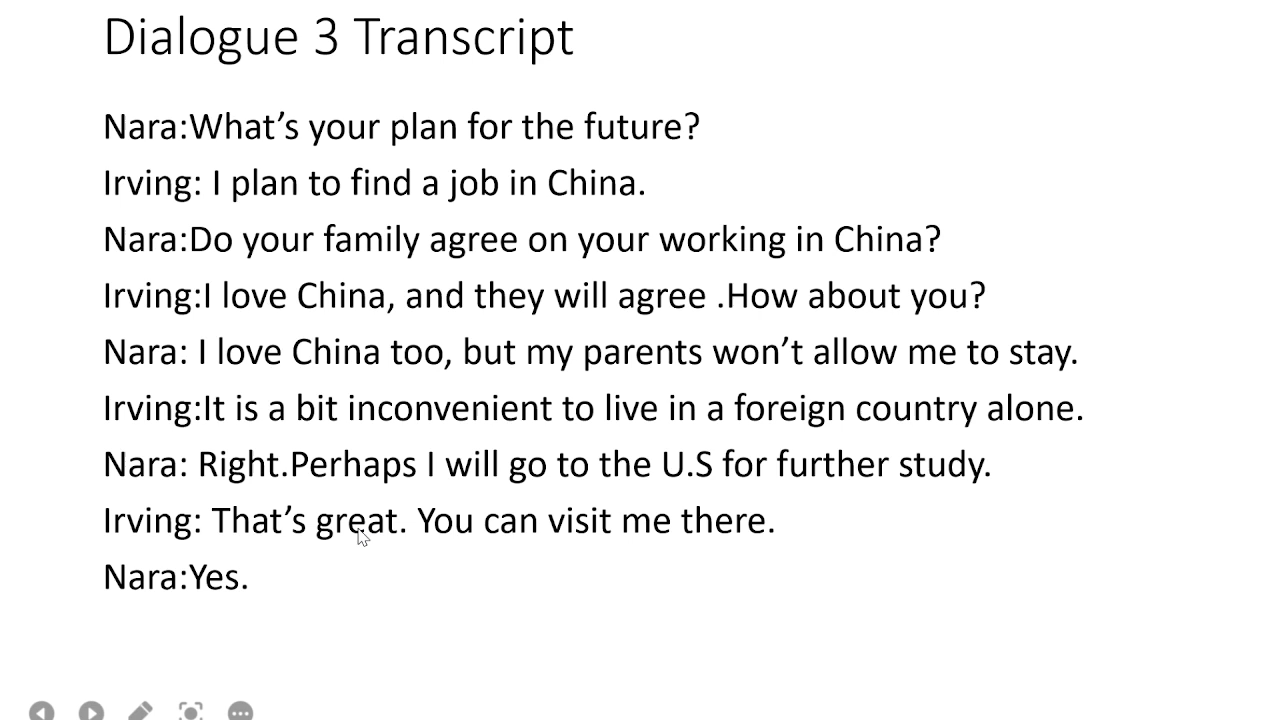 Dialogue 3 Transcript
Nara:What’s your plan for the future?
Irving: I plan to find a job in China.
Nara:Do your family agree on your working in China?
Irving:I love China, and they will agree .How about you?
Nara: I love China too, but my parents won’t allow me to stay.
Irving:It is a bit inconvenient to live in a foreign country alone.
Nara: Right.Perhaps I will go to the U.S for further study.
Irving: That’s great. You can visit me there.
Nara:Yes.